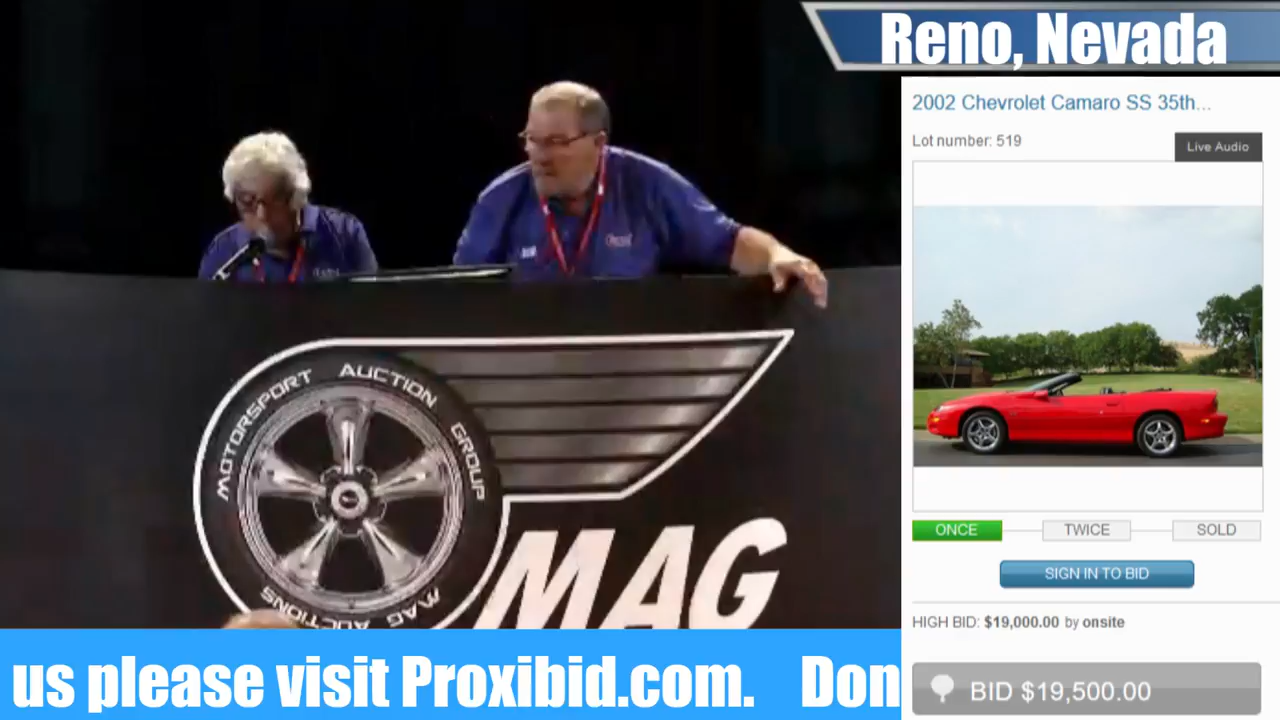 Reno, Nevada
2002 Chevrolet Camaro SS 35th...
Lot number: 519
Live Audio
MOTORSPORT AUCTION GROUP
MAG AUCTIONS
MAG
ONCE
TWICE
SOLD
SIGN IN TO BID
HIGH BID: $19,000.00 by onsite
BID $19,500.00
us please visit Proxibid.com. Don